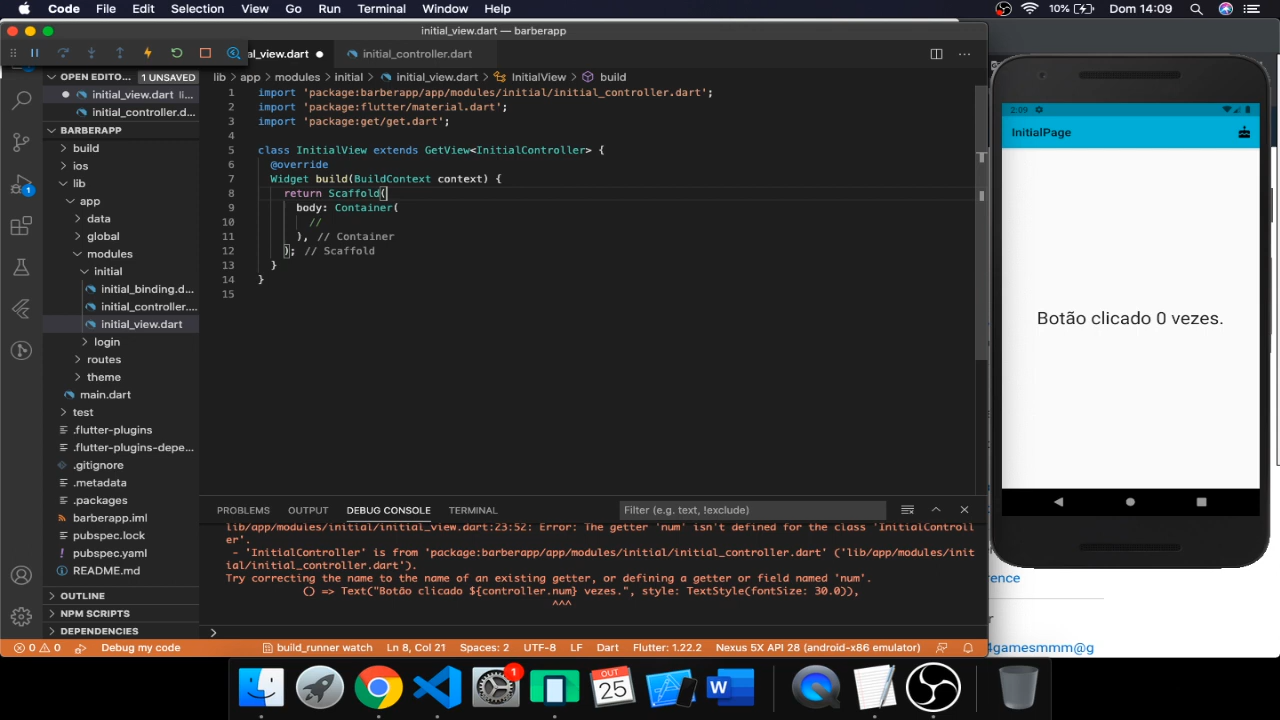 Code File Edit Selection View Go Run Terminal Window Help 10% Dom 14:09
initial_view.dart — barberapp
al_view.dart initial_controller.dart
OPEN EDITO... 1 UNSAVED
initial_view.dart li...
initial_controller.d...
BARBERAPP
build
ios
lib
app
data
global
modules
initial
initial_binding.d...
initial_controller....
initial_view.dart
login
routes
theme
main.dart
test
.flutter-plugins
.flutter-plugins-depe...
.gitignore
.metadata
.packages
barberapp.iml
pubspec.lock
pubspec.yaml
README.md
OUTLINE
NPM SCRIPTS
DEPENDENCIES
1
lib > app > modules > initial > initial_view.dart > InitialView > build
1 import 'package:barberapp/app/modules/initial/initial_controller.dart';
2 import 'package:flutter/material.dart';
3 import 'package:get/get.dart';
4
5 class InitialView extends GetView<InitialController> {
6 @override
7 Widget build(BuildContext context) {
8 return Scaffold(
9 body: Container(
10 //
11 ), // Container
12 ); // Scaffold
13 }
14 }
15
PROBLEMS OUTPUT DEBUG CONSOLE TERMINAL Filter (e.g. text, !exclude)
lib/app/modules/initial/initial_view.dart:23:52: Error: The getter 'num' isn't defined for the class 'InitialControll
er'.
- 'InitialController' is from 'package:barberapp/app/modules/initial/initial_controller.dart' ('lib/app/modules/init
ial/initial_controller.dart').
Try correcting the name to the name of an existing getter, or defining a getter or field named 'num'.
() => Text("Botão clicado ${controller.num} vezes.", style: TextStyle(fontSize: 30.0)),
^^^
>
0 0 Debug my code build_runner watch Ln 8, Col 21 Spaces: 2 UTF-8 LF Dart Flutter: 1.22.2 Nexus 5X API 28 (android-x86 emulator)
2:09
InitialPage
Botão clicado 0 vezes.
erence
r
4gamesmmm@g
1
OUT
25
W